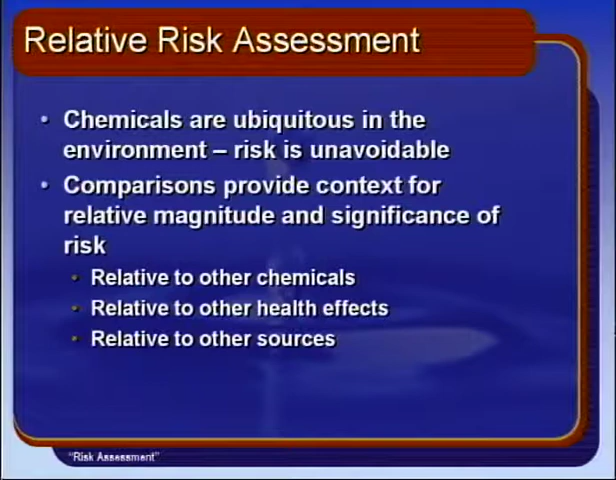 Relative Risk Assessment
• Chemicals are ubiquitous in the
environment – risk is unavoidable
• Comparisons provide context for
relative magnitude and significance of
risk
• Relative to other chemicals
• Relative to other health effects
• Relative to other sources
“Risk Assessment”